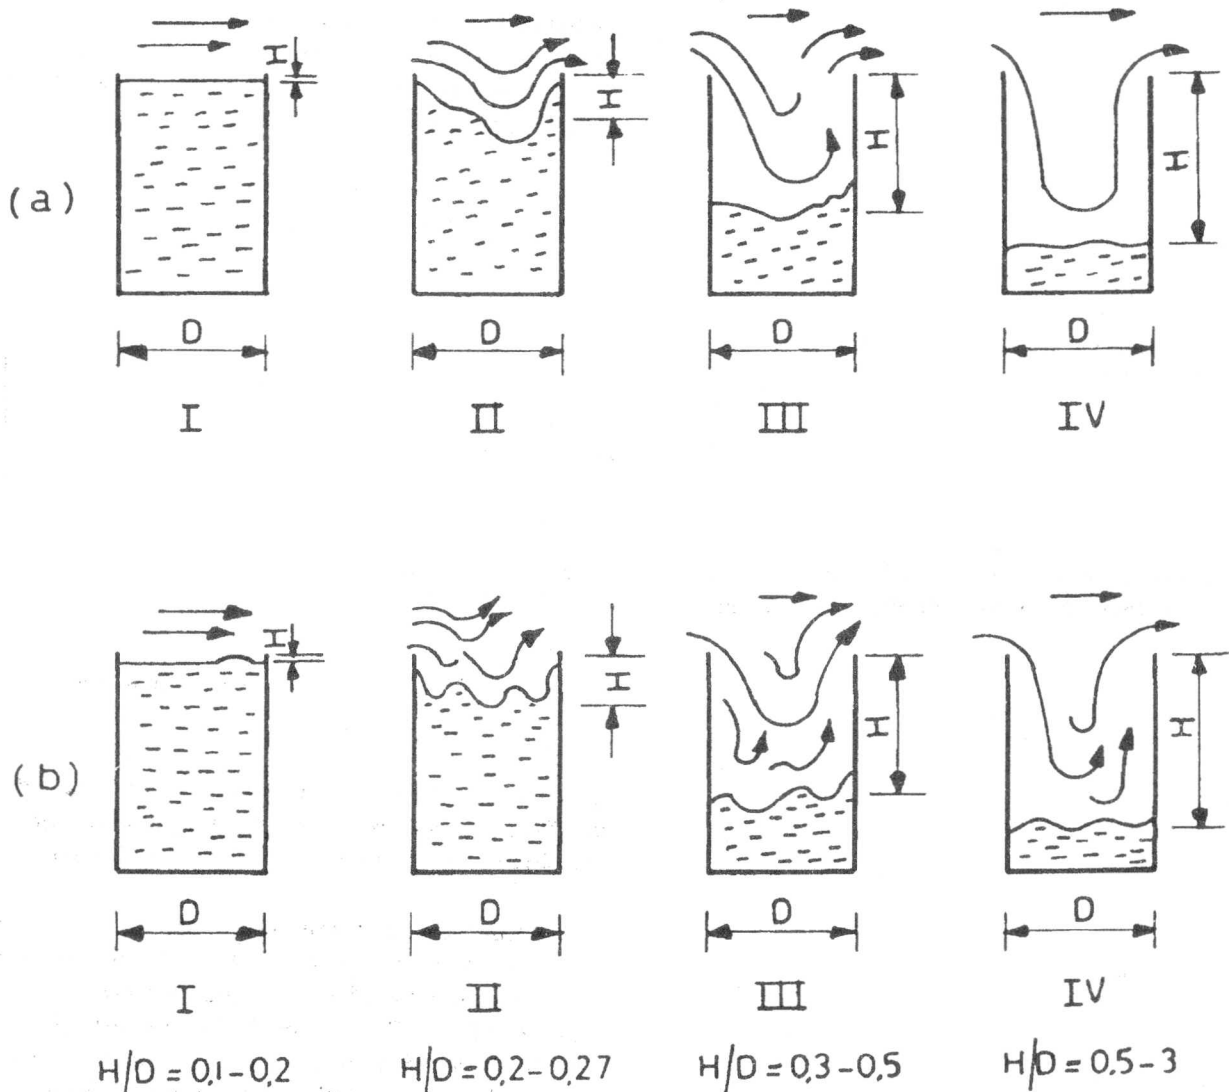 H H H H
(a)
D D D D
I II III IV
H H H H
(b)
D D D D
I II III IV
H/D = 0,1-0,2 H/D = 0,2-0,27 H/D = 0,3-0,5 H/D = 0,5-3